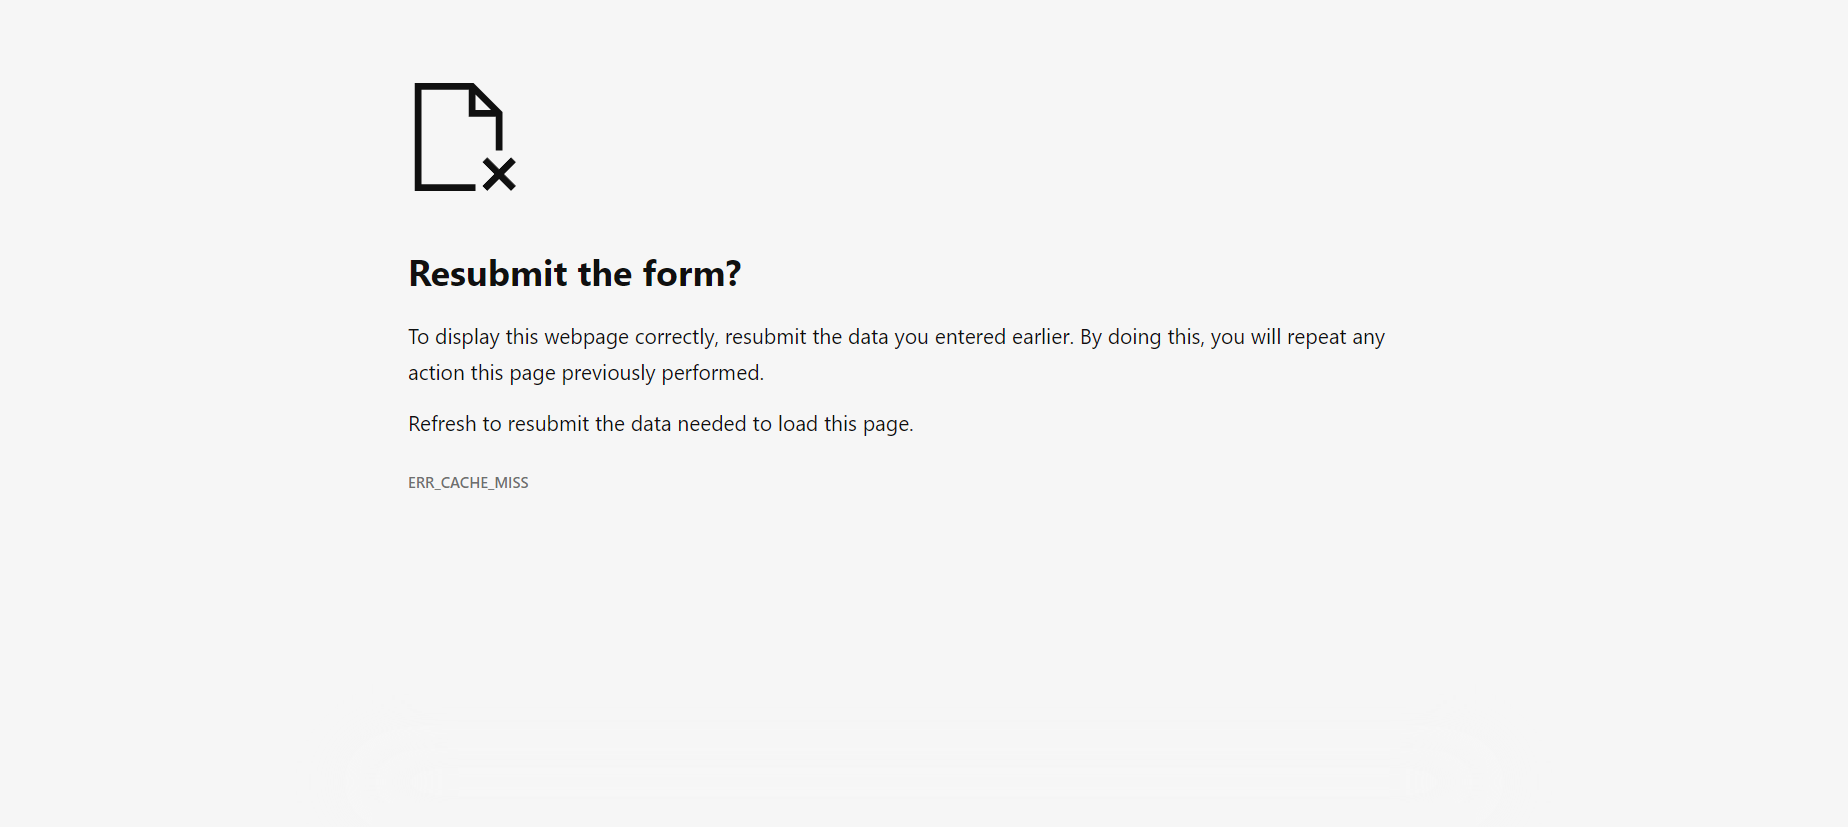 Resubmit the form?
To display this webpage correctly, resubmit the data you entered earlier. By doing this, you will repeat any
action this page previously performed.
Refresh to resubmit the data needed to load this page.
ERR_CACHE_MISS